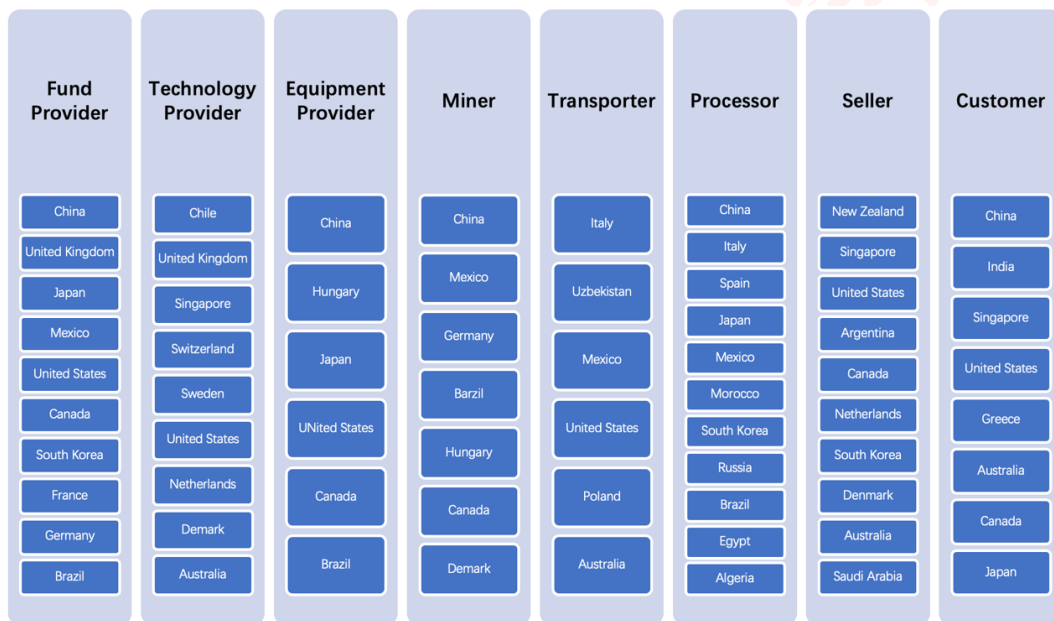 Fund
Provider
China
United Kingdom
Japan
Mexico
United States
Canada
South Korea
France
Germany
Brazil
Technology
Provider
Chile
United Kingdom
Singapore
Switzerland
Sweden
United States
Netherlands
Demark
Australia
Equipment
Provider
China
Hungary
Japan
UNited States
Canada
Brazil
Miner
China
Mexico
Germany
Barzil
Hungary
Canada
Demark
Transporter
Italy
Uzbekistan
Mexico
United States
Poland
Australia
Processor
China
Italy
Spain
Japan
Mexico
Morocco
South Korea
Russia
Brazil
Egypt
Algeria
Seller
New Zealand
Singapore
United States
Argentina
Canada
Netherlands
South Korea
Denmark
Australia
Saudi Arabia
Customer
China
India
Singapore
United States
Greece
Australia
Canada
Japan